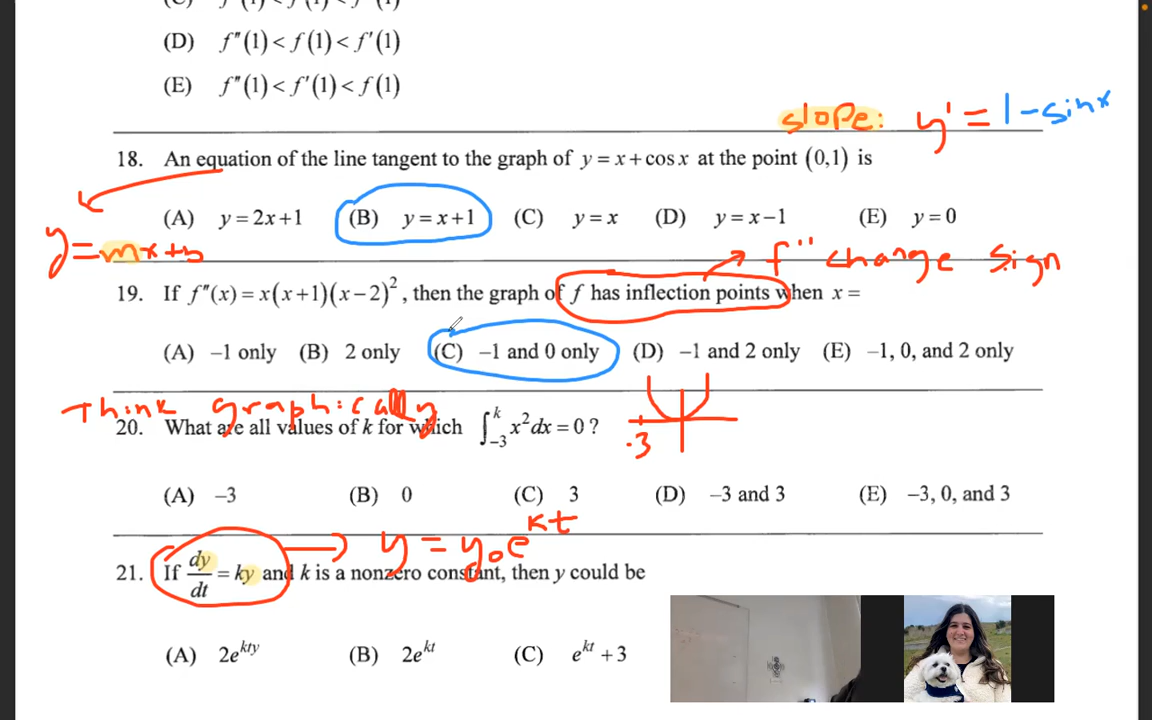 (D) f"(1) < f(1) < f'(1)
(E) f"(1) < f'(1) < f(1)
slope: y' = 1-sinx
18. An equation of the line tangent to the graph of y = x + cos x at the point (0,1) is
(A) y = 2x+1 (B) y = x+1 (C) y = x (D) y = x−1 (E) y = 0
y = mx+b
f" change sign
19. If f"(x) = x(x+1)(x−2)², then the graph of f has inflection points when x =
(A) −1 only (B) 2 only (C) −1 and 0 only (D) −1 and 2 only (E) −1, 0, and 2 only
Think graphically
20. What are all values of k for which ∫₋₃ᵏ x²dx = 0 ?
-3
(A) −3 (B) 0 (C) 3 (D) −3 and 3 (E) −3, 0, and 3
y = y₀e^kt
21. If dy/dt = ky and k is a nonzero constant, then y could be
(A) 2e^kty (B) 2e^kt (C) e^kt + 3